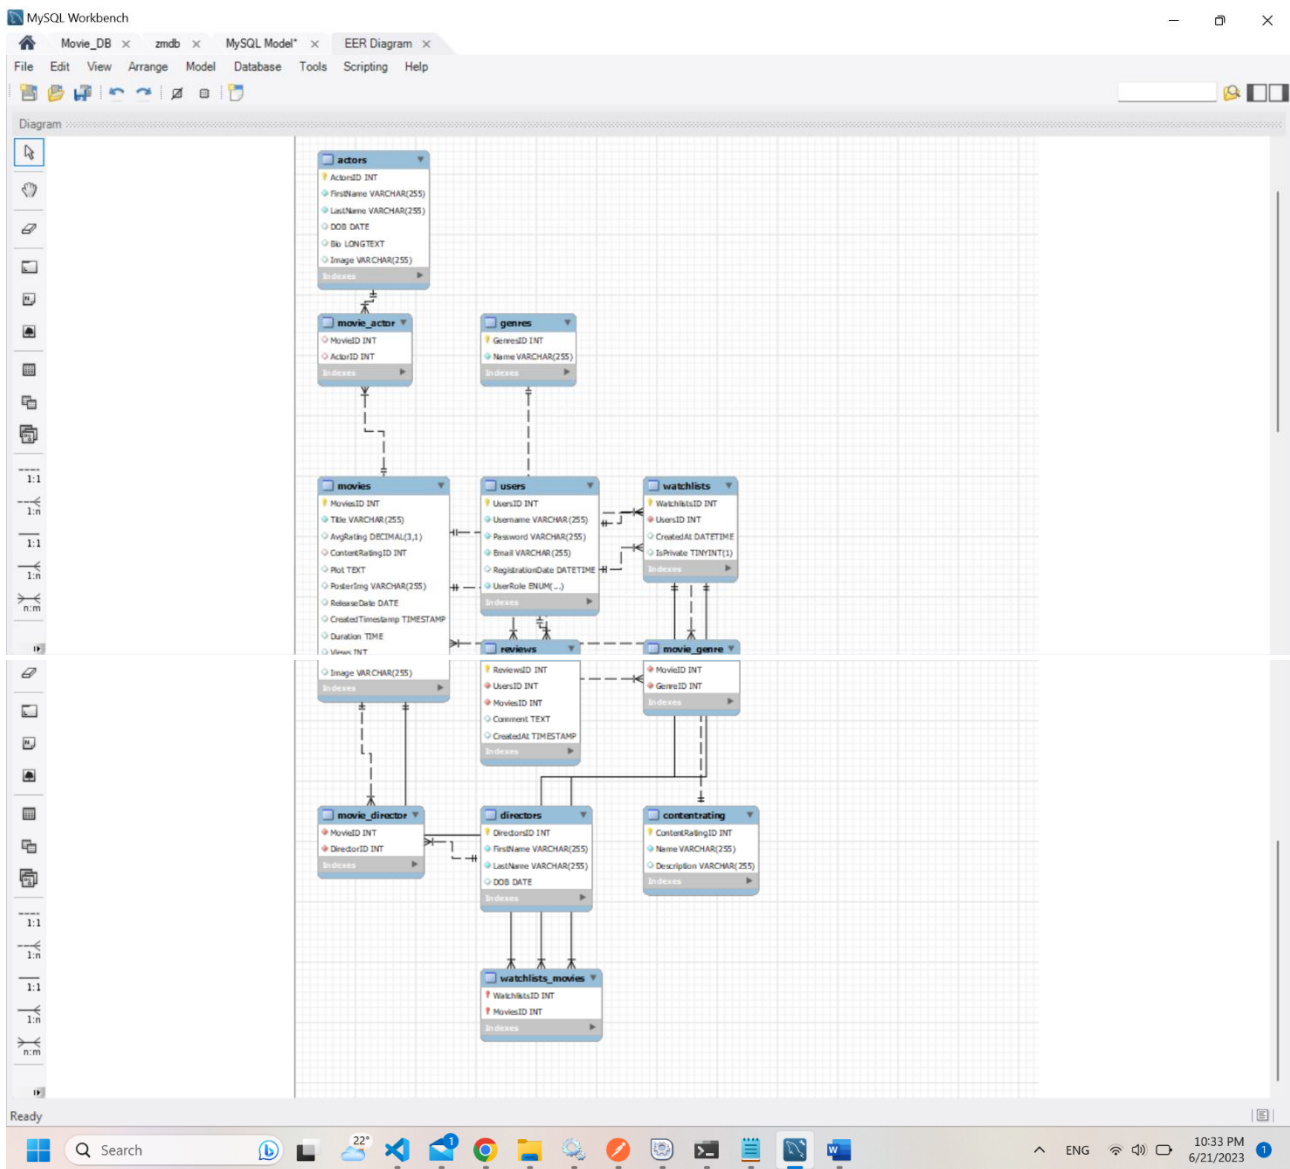 MySQL Workbench
Movie_DB
zmdb
MySQL Model*
EER Diagram
File Edit View Arrange Model Database Tools Scripting Help
Diagram
actors
ActorsID INT
FirstName VARCHAR(255)
LastName VARCHAR(255)
DOB DATE
Bio LONGTEXT
Image VARCHAR(255)
Indexes
movie_actor
MovieID INT
ActorID INT
Indexes
genres
GenresID INT
Name VARCHAR(255)
Indexes
movies
MoviesID INT
Title VARCHAR(255)
AvgRating DECIMAL(3,1)
ContentRatingID INT
Plot TEXT
PosterImg VARCHAR(255)
ReleaseDate DATE
CreatedTimestamp TIMESTAMP
Duration TIME
Views INT
Image VARCHAR(255)
Indexes
users
UsersID INT
Username VARCHAR(255)
Password VARCHAR(255)
Email VARCHAR(255)
RegistrationDate DATETIME
UserRole ENUM(...)
Indexes
watchlists
WatchlistsID INT
UsersID INT
CreatedAt DATETIME
IsPrivate TINYINT(1)
Indexes
reviews
ReviewsID INT
UsersID INT
MoviesID INT
Comment TEXT
CreatedAt TIMESTAMP
Indexes
movie_genre
MovieID INT
GenreID INT
Indexes
movie_director
MovieID INT
DirectorID INT
Indexes
directors
DirectorsID INT
FirstName VARCHAR(255)
LastName VARCHAR(255)
DOB DATE
Indexes
contentrating
ContentRatingID INT
Name VARCHAR(255)
Description VARCHAR(255)
Indexes
watchlists_movies
WatchlistsID INT
MoviesID INT
Indexes
1:1
1:n
1:1
1:n
n:m
1:1
1:n
1:1
1:n
n:m
Ready
Search
22°
1
ENG
10:33 PM
6/21/2023
1